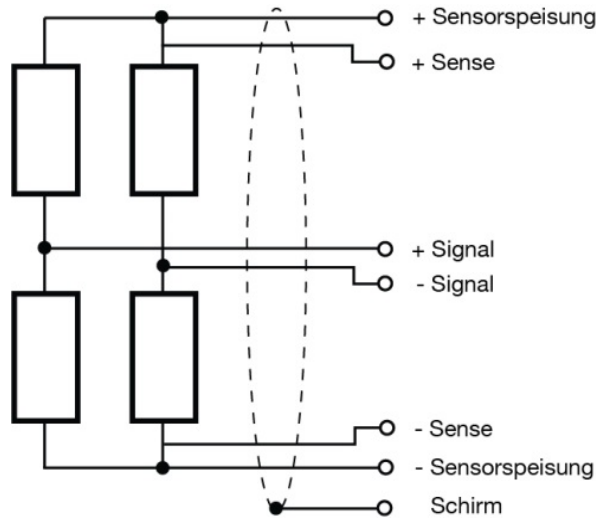 + Sensorspeisung
+ Sense
+ Signal
- Signal
- Sense
- Sensorspeisung
Schirm